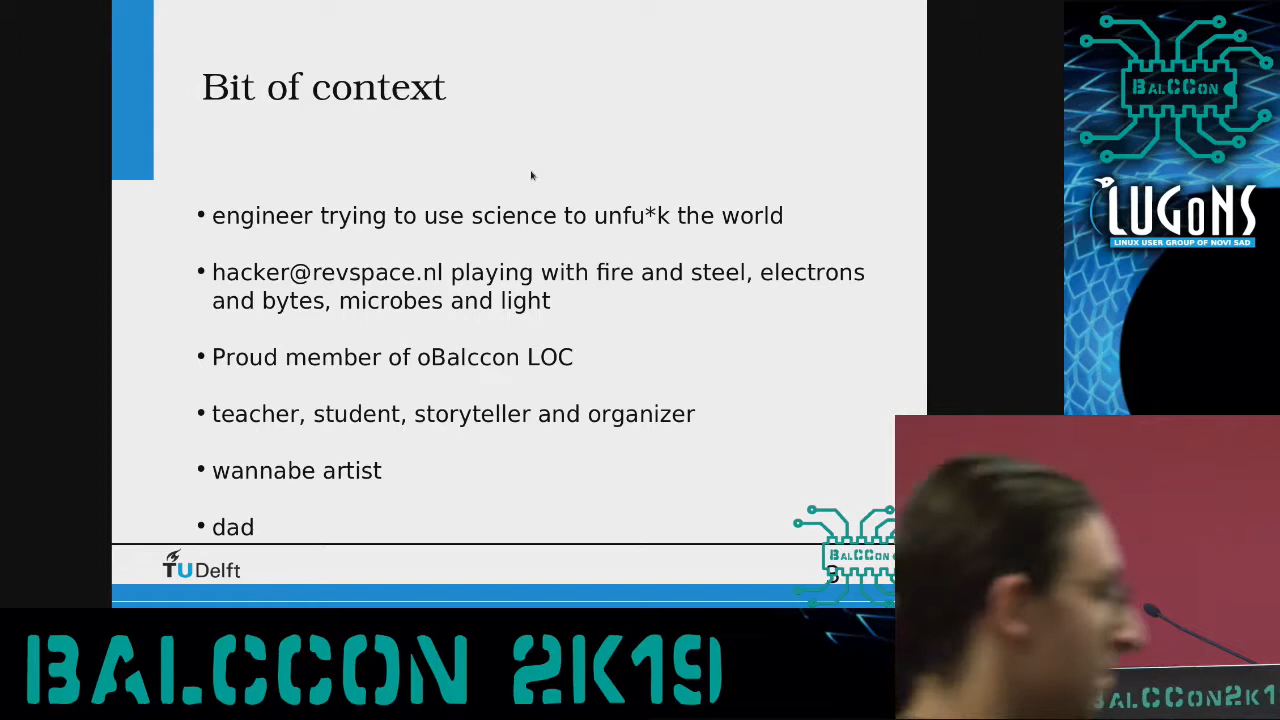 Bit of context
• engineer trying to use science to unfu*k the world
• hacker@revspace.nl playing with fire and steel, electrons
and bytes, microbes and light
• Proud member of oBalccon LOC
• teacher, student, storyteller and organizer
• wannabe artist
• dad
TUDelft
BALCCON
3
BALCCON
LUGoNS
LINUX USER GROUP OF NOVI SAD
BALCCON 2K19
BALCCON2K1